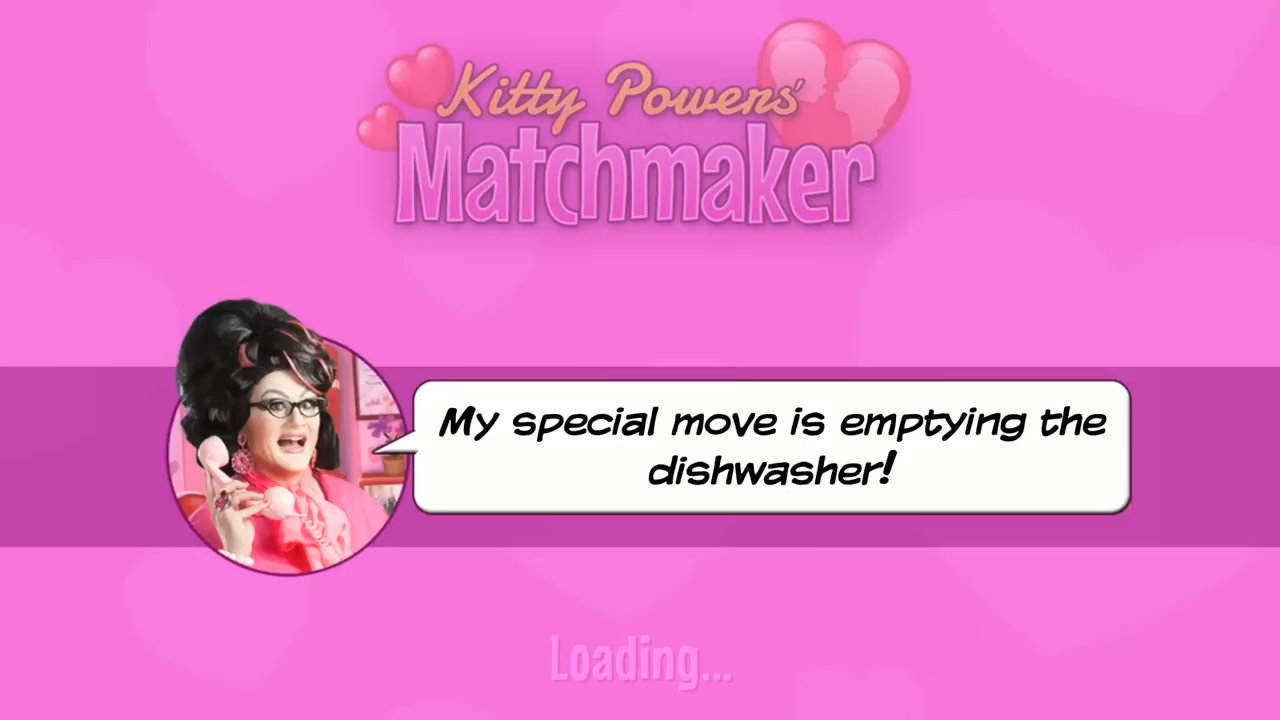 Kitty Powers'
Matchmaker
My special move is emptying the
dishwasher!
Loading...